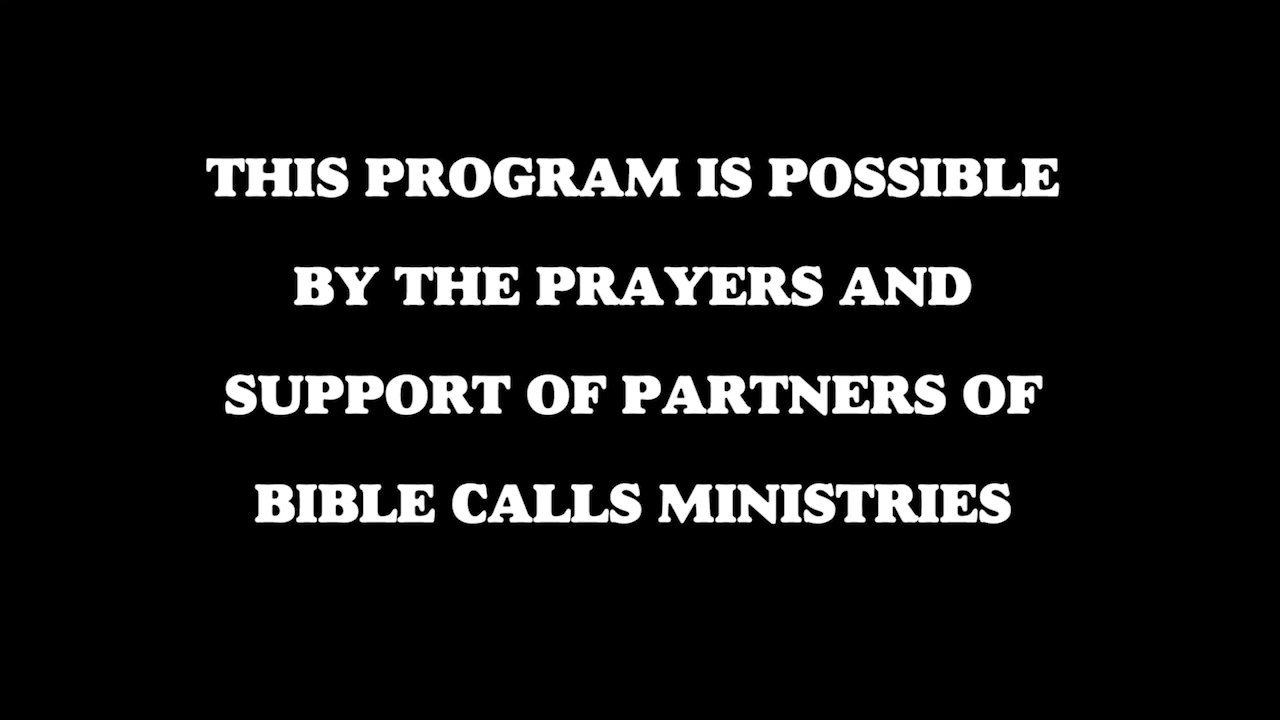 THIS PROGRAM IS POSSIBLE
BY THE PRAYERS AND
SUPPORT OF PARTNERS OF
BIBLE CALLS MINISTRIES